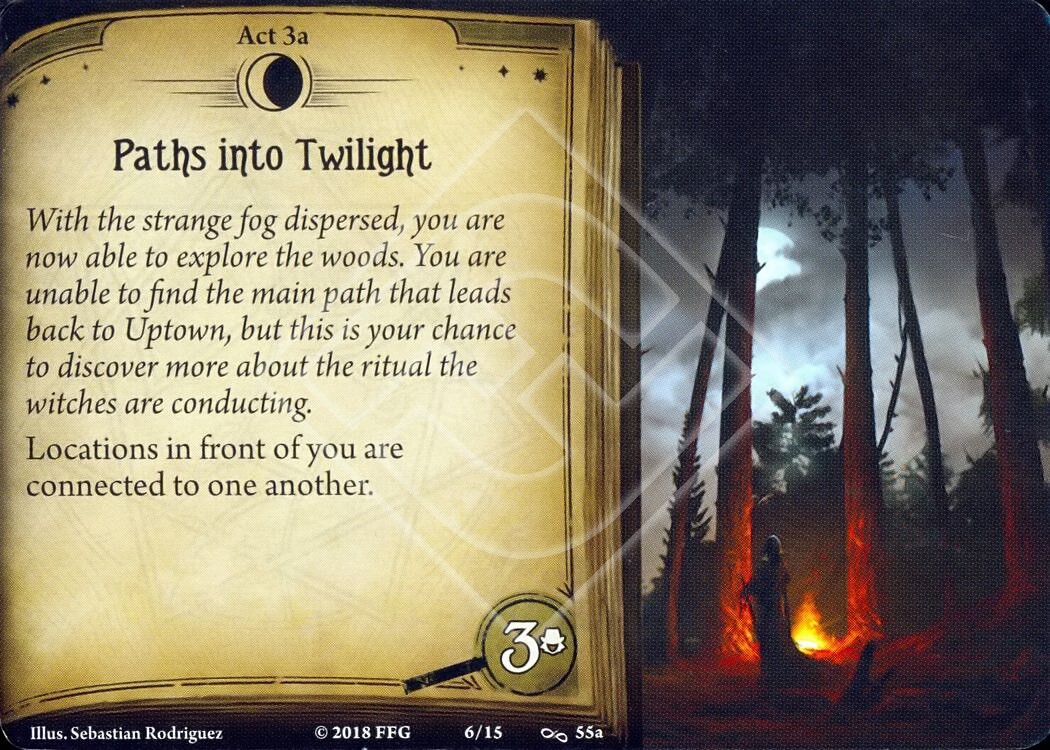 Act 3a
Paths into Twilight
With the strange fog dispersed, you are
now able to explore the woods. You are
unable to find the main path that leads
back to Uptown, but this is your chance
to discover more about the ritual the
witches are conducting.
Locations in front of you are
connected to one another.
3
Illus. Sebastian Rodriguez
© 2018 FFG
6/15
55a